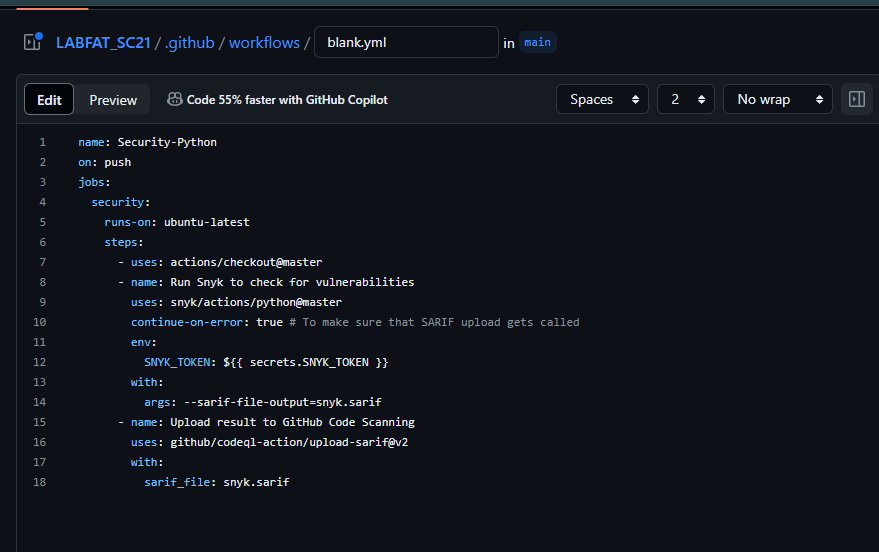 LABFAT_SC21 / .github / workflows / blank.yml in main
Edit Preview Code 55% faster with GitHub Copilot Spaces 2 No wrap
1 name: Security-Python
2 on: push
3 jobs:
4   security:
5     runs-on: ubuntu-latest
6     steps:
7       - uses: actions/checkout@master
8       - name: Run Snyk to check for vulnerabilities
9         uses: snyk/actions/python@master
10         continue-on-error: true # To make sure that SARIF upload gets called
11         env:
12           SNYK_TOKEN: ${{ secrets.SNYK_TOKEN }}
13         with:
14           args: --sarif-file-output=snyk.sarif
15       - name: Upload result to GitHub Code Scanning
16         uses: github/codeql-action/upload-sarif@v2
17         with:
18           sarif_file: snyk.sarif